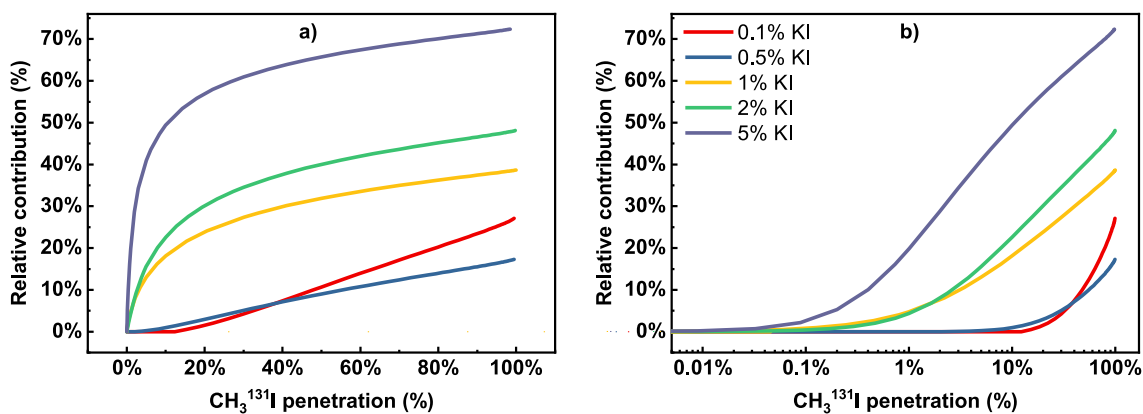 a)
70%
60%
50%
40%
30%
20%
10%
0%
Relative contribution (%)
0% 20% 40% 60% 80% 100%
CH₃¹³¹I penetration (%)
b)
0.1% KI
0.5% KI
1% KI
2% KI
5% KI
70%
60%
50%
40%
30%
20%
10%
0%
Relative contribution (%)
0.01% 0.1% 1% 10% 100%
CH₃¹³¹I penetration (%)